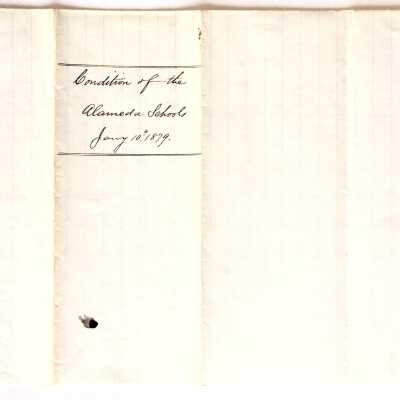 Condition of the
Alameda Schools
Jany 10th 1879.